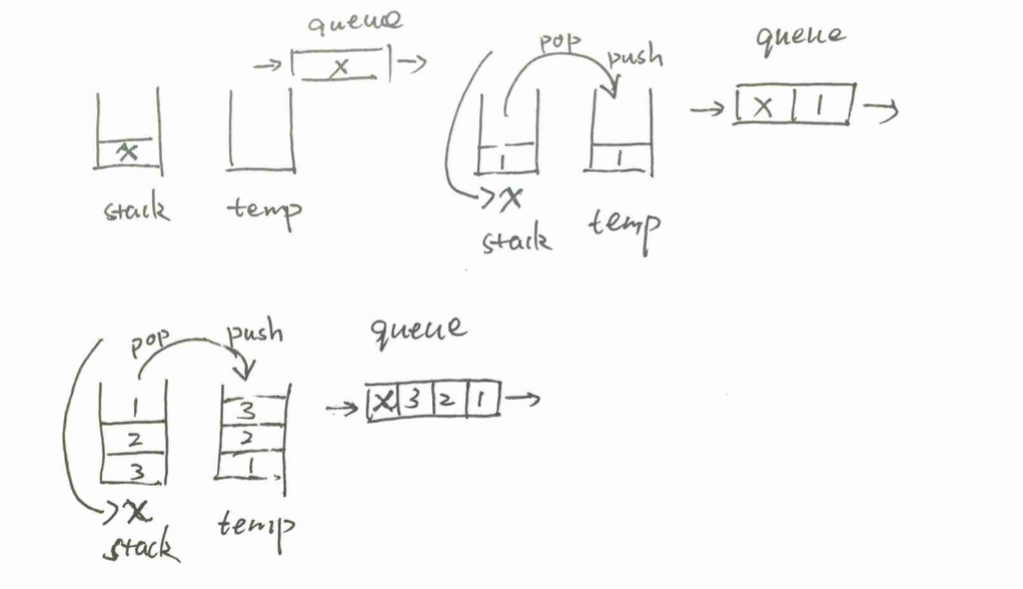 queue
x
x
stack
temp
pop
push
queue
x 1
1
1
x
stack
temp
pop
push
queue
x 3 2 1
1
2
3
3
2
1
x
stack
temp